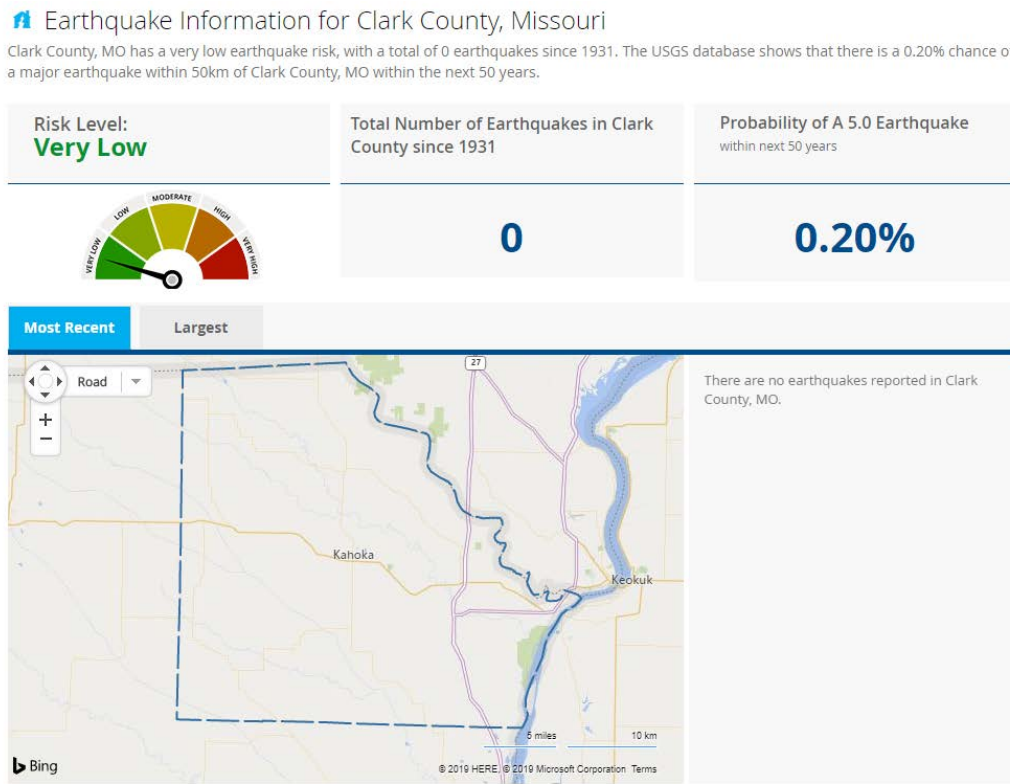 Earthquake Information for Clark County, Missouri
Clark County, MO has a very low earthquake risk, with a total of 0 earthquakes since 1931. The USGS database shows that there is a 0.20% chance of
a major earthquake within 50km of Clark County, MO within the next 50 years.
Risk Level:
Very Low
VERY LOW
LOW
MODERATE
HIGH
VERY HIGH
Total Number of Earthquakes in Clark
County since 1931
0
Probability of A 5.0 Earthquake
within next 50 years
0.20%
Most Recent
Largest
Road
27
Kahoka
Keokuk
5 miles
10 km
Bing
© 2019 HERE, © 2019 Microsoft Corporation Terms
There are no earthquakes reported in Clark
County, MO.